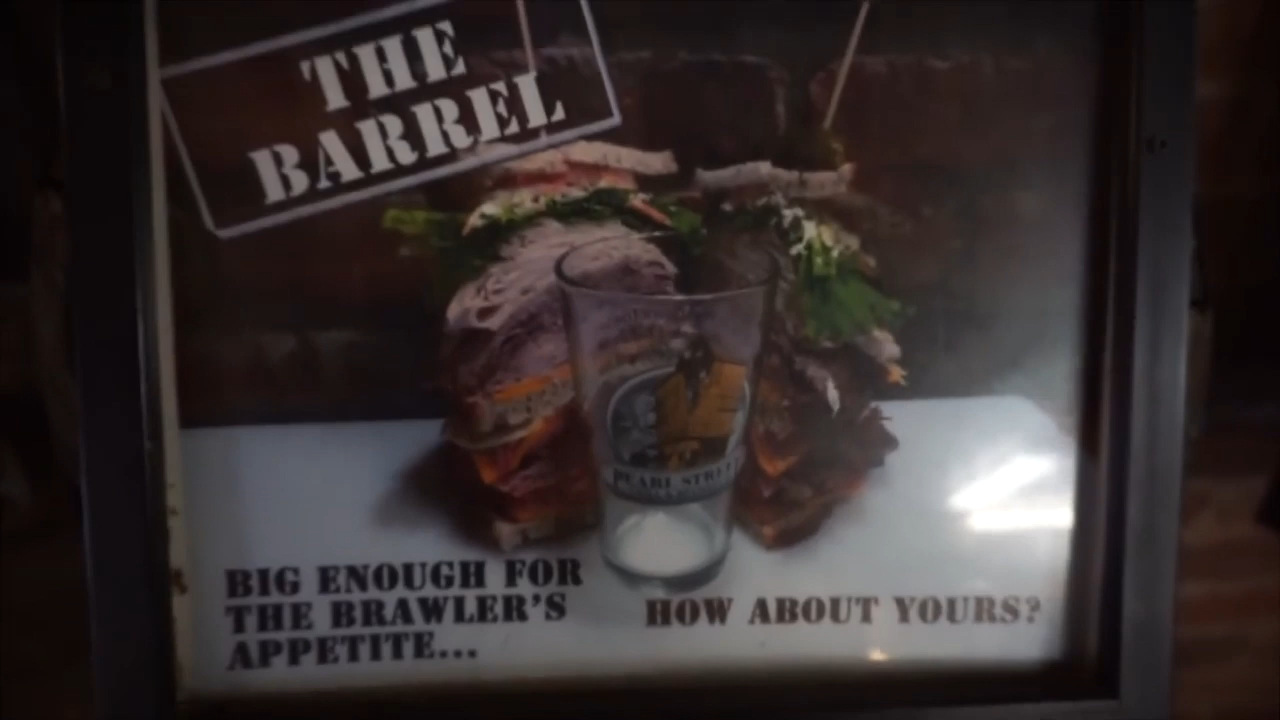 THE
BARREL
PEARL STREET
BIG ENOUGH FOR
THE BRAWLER'S
APPETITE...
HOW ABOUT YOURS?